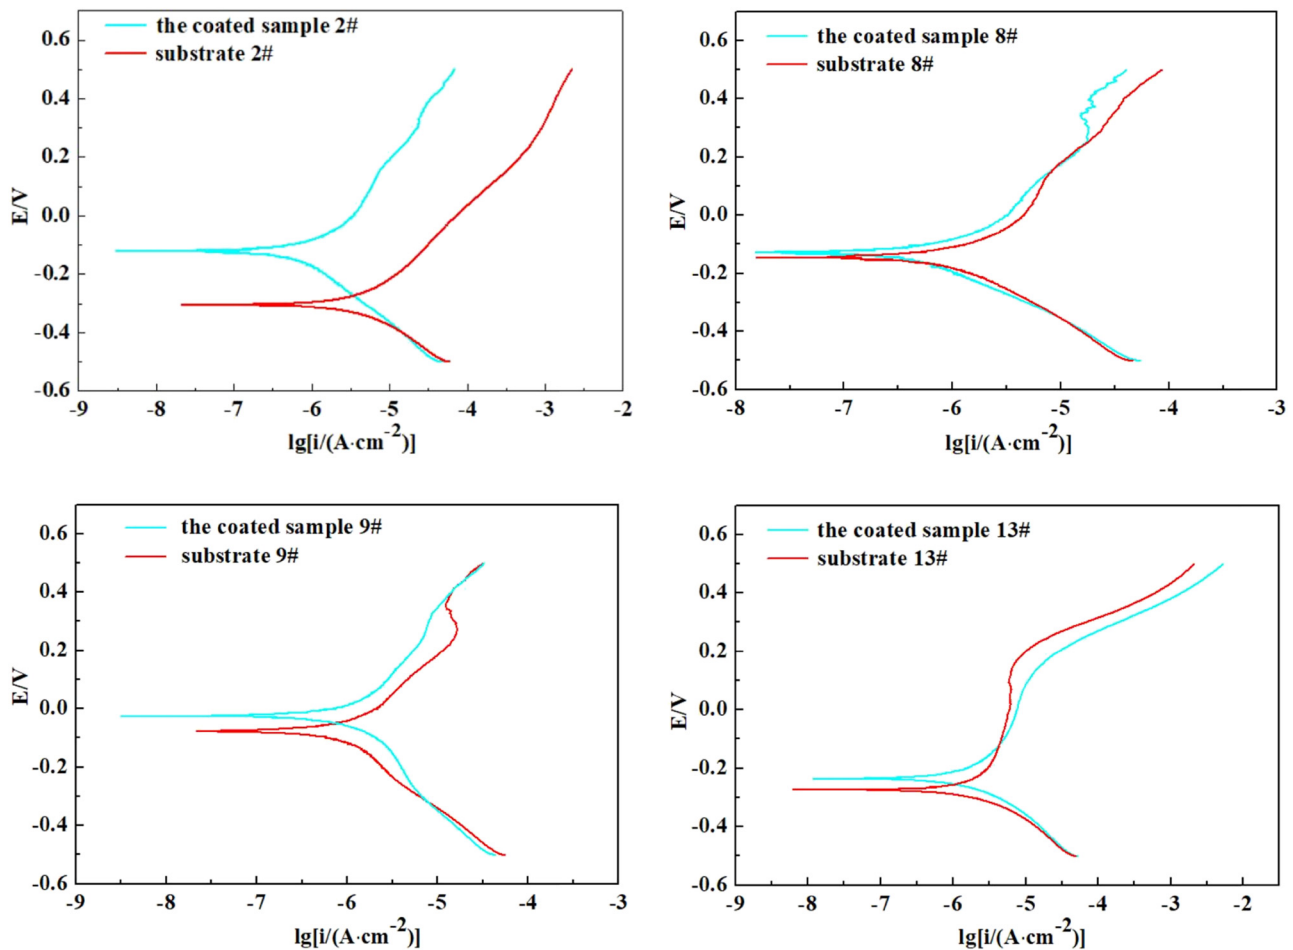 the coated sample 2#
substrate 2#
0.6
0.4
0.2
0.0
-0.2
-0.4
-0.6
E/V
-9 -8 -7 -6 -5 -4 -3 -2
lg[i/(A·cm-2)]
the coated sample 8#
substrate 8#
0.6
0.4
0.2
0.0
-0.2
-0.4
-0.6
E/V
-8 -7 -6 -5 -4 -3
lg[i/(A·cm-2)]
the coated sample 9#
substrate 9#
0.6
0.4
0.2
0.0
-0.2
-0.4
-0.6
E/V
-9 -8 -7 -6 -5 -4 -3
lg[i/(A·cm-2)]
the coated sample 13#
substrate 13#
0.6
0.4
0.2
0.0
-0.2
-0.4
-0.6
E/V
-9 -8 -7 -6 -5 -4 -3 -2
lg[i/(A·cm-2)]